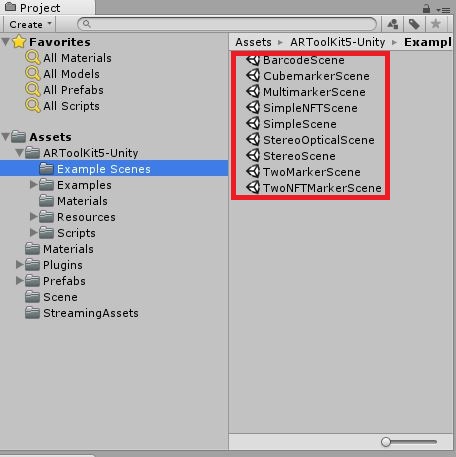 Project
Create
Favorites
All Materials
All Models
All Prefabs
All Scripts
Assets
ARToolKit5-Unity
Example Scenes
Examples
Materials
Resources
Scripts
Materials
Plugins
Prefabs
Scene
StreamingAssets
Assets ARToolKit5-Unity Exampl
BarcodeScene
CubemarkerScene
MultimarkerScene
SimpleNFTScene
SimpleScene
StereoOpticalScene
StereoScene
TwoMarkerScene
TwoNFTMarkerScene